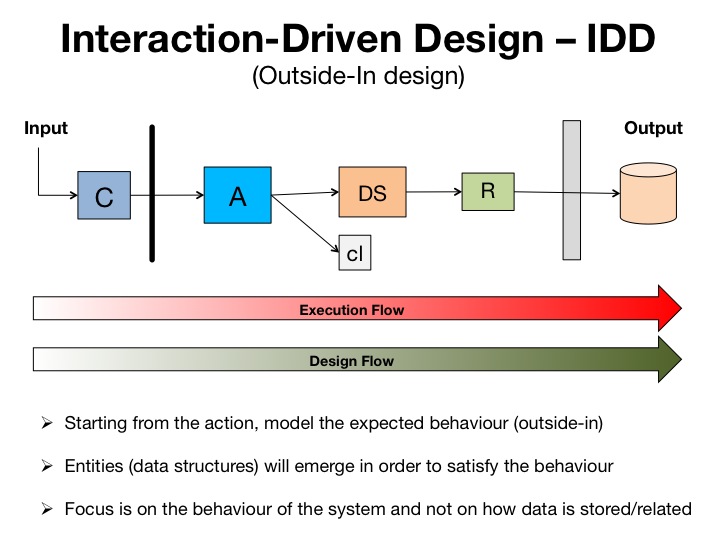 Interaction-Driven Design – IDD
(Outside-In design)
Input
Output
C
A
DS
R
cl
Execution Flow
Design Flow
➢ Starting from the action, model the expected behaviour (outside-in)
➢ Entities (data structures) will emerge in order to satisfy the behaviour
➢ Focus is on the behaviour of the system and not on how data is stored/related